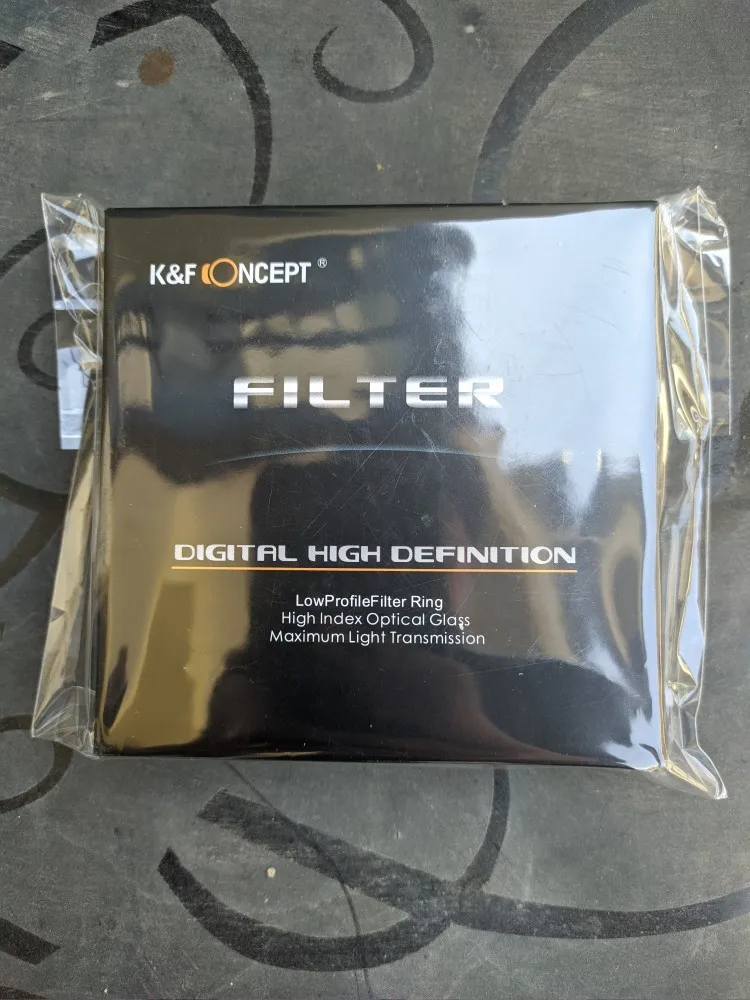 K&F CONCEPT ®
FILTER
DIGITAL HIGH DEFINITION
LowProfileFilter Ring
High Index Optical Glass
Maximum Light Transmission